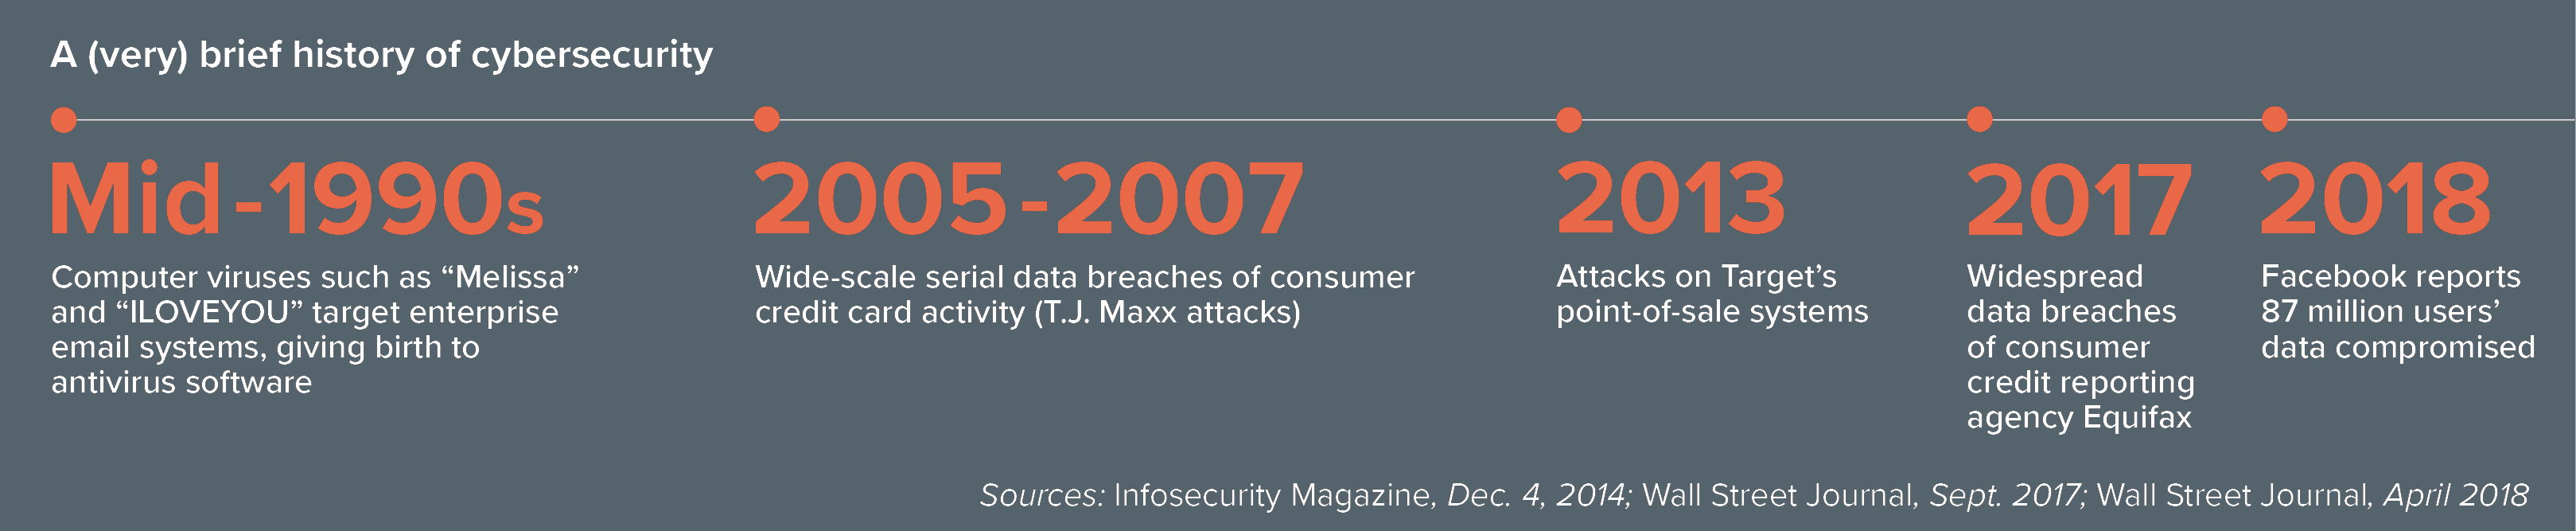 A (very) brief history of cybersecurity
Mid-1990s
Computer viruses such as “Melissa”
and “ILOVEYOU” target enterprise
email systems, giving birth to
antivirus software
2005-2007
Wide-scale serial data breaches of consumer
credit card activity (T.J. Maxx attacks)
2013
Attacks on Target’s
point-of-sale systems
2017
Widespread
data breaches
of consumer
credit reporting
agency Equifax
2018
Facebook reports
87 million users’
data compromised
Sources: Infosecurity Magazine, Dec. 4, 2014; Wall Street Journal, Sept. 2017; Wall Street Journal, April 2018